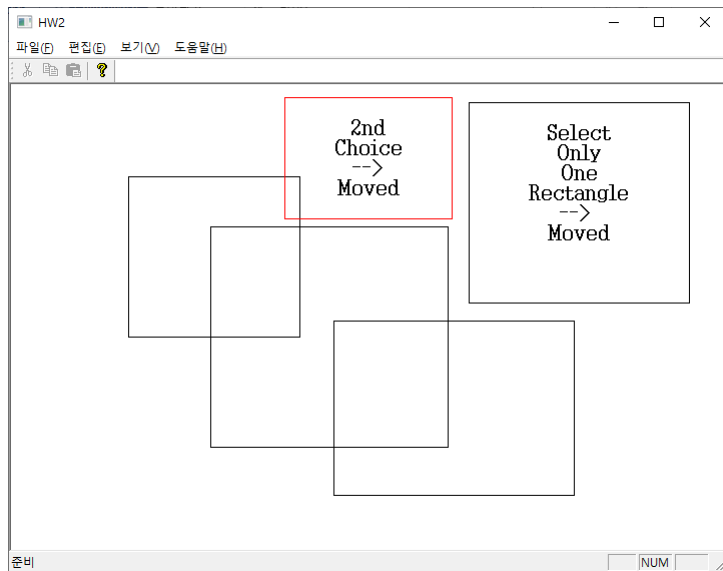 HW2
파일(F) 편집(E) 보기(V) 도움말(H)
2nd
Choice
-->
Moved
Select
Only
One
Rectangle
-->
Moved
준비
NUM